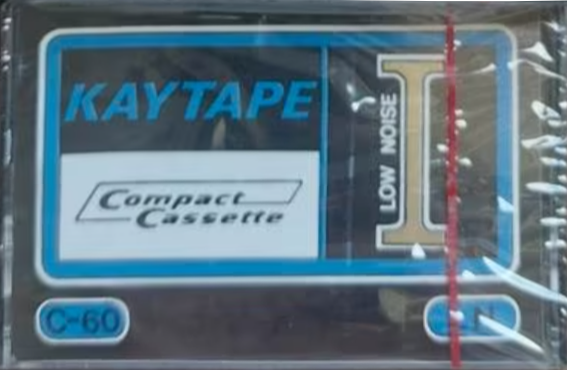 KAYTAPE
Compact
Cassette
LOW NOISE
I
C-60